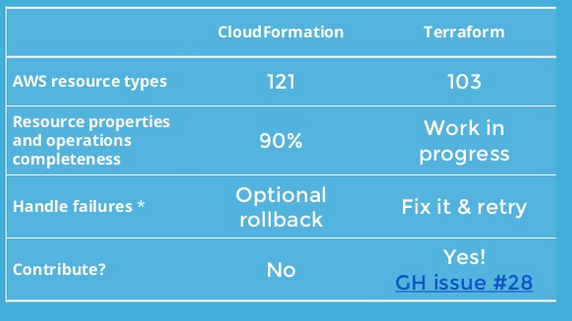 CloudFormation Terraform
AWS resource types 121 103
Resource properties
and operations
completeness
90%
Work in
progress
Handle failures *
Optional
rollback
Fix it & retry
Contribute?
No
Yes!
GH issue #28